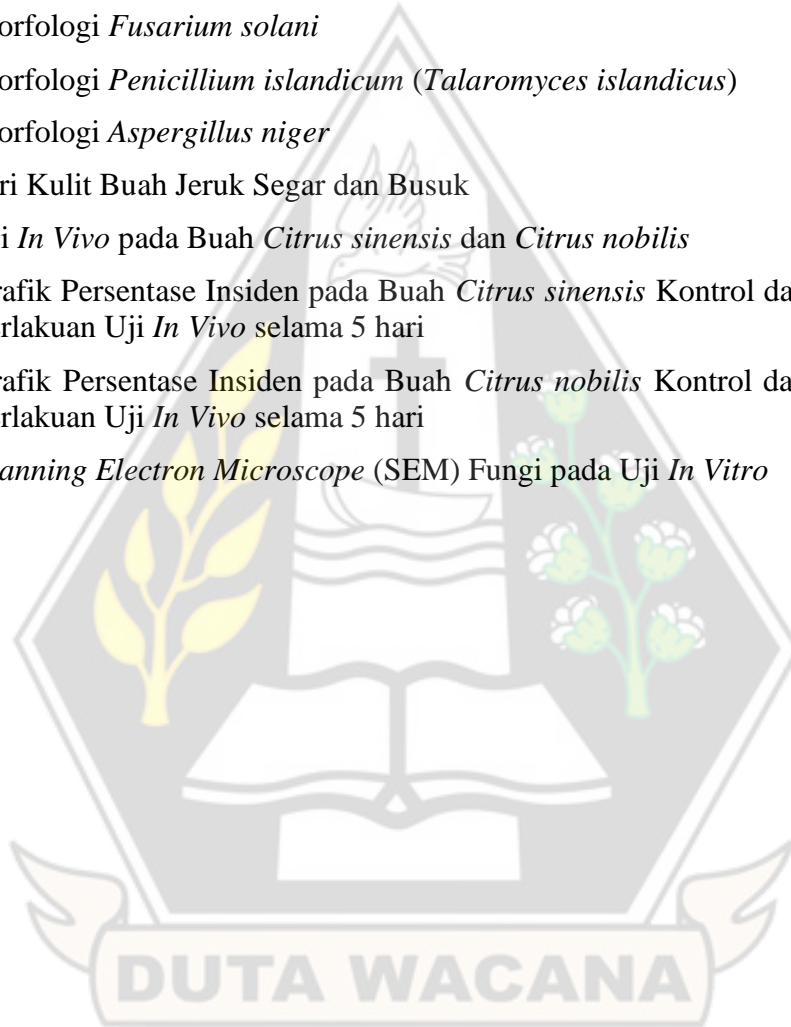 orfologi Fusarium solani
orfologi Penicillium islandicum (Talaromyces islandicus)
orfologi Aspergillus niger
ri Kulit Buah Jeruk Segar dan Busuk
i In Vivo pada Buah Citrus sinensis dan Citrus nobilis
rafik Persentase Insiden pada Buah Citrus sinensis Kontrol da
rlakuan Uji In Vivo selama 5 hari
rafik Persentase Insiden pada Buah Citrus nobilis Kontrol da
rlakuan Uji In Vivo selama 5 hari
anning Electron Microscope (SEM) Fungi pada Uji In Vitro
DUTA WACANA